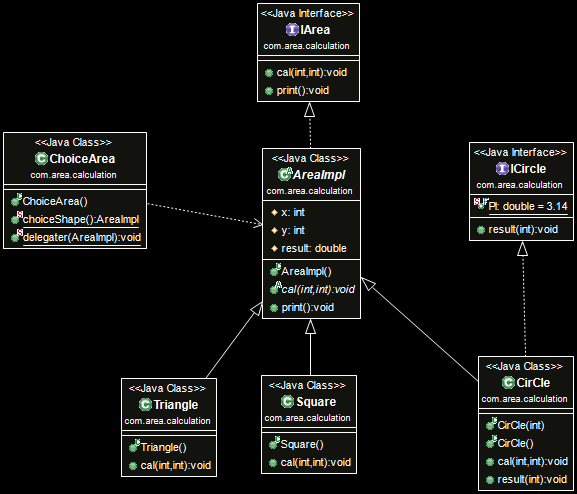 <<Java Interface>>
IArea
com.area.calculation
cal(int,int):void
print():void
<<Java Class>>
ChoiceArea
com.area.calculation
ChoiceArea()
choiceShape():AreaImpl
delegater(AreaImpl):void
<<Java Class>>
AreaImpl
com.area.calculation
x: int
y: int
result: double
AreaImpl()
cal(int,int):void
print():void
<<Java Interface>>
ICircle
com.area.calculation
PI: double = 3.14
result(int):void
<<Java Class>>
Triangle
com.area.calculation
Triangle()
cal(int,int):void
<<Java Class>>
Square
com.area.calculation
Square()
cal(int,int):void
<<Java Class>>
CirCle
com.area.calculation
CirCle(int)
CirCle()
cal(int,int):void
result(int):void